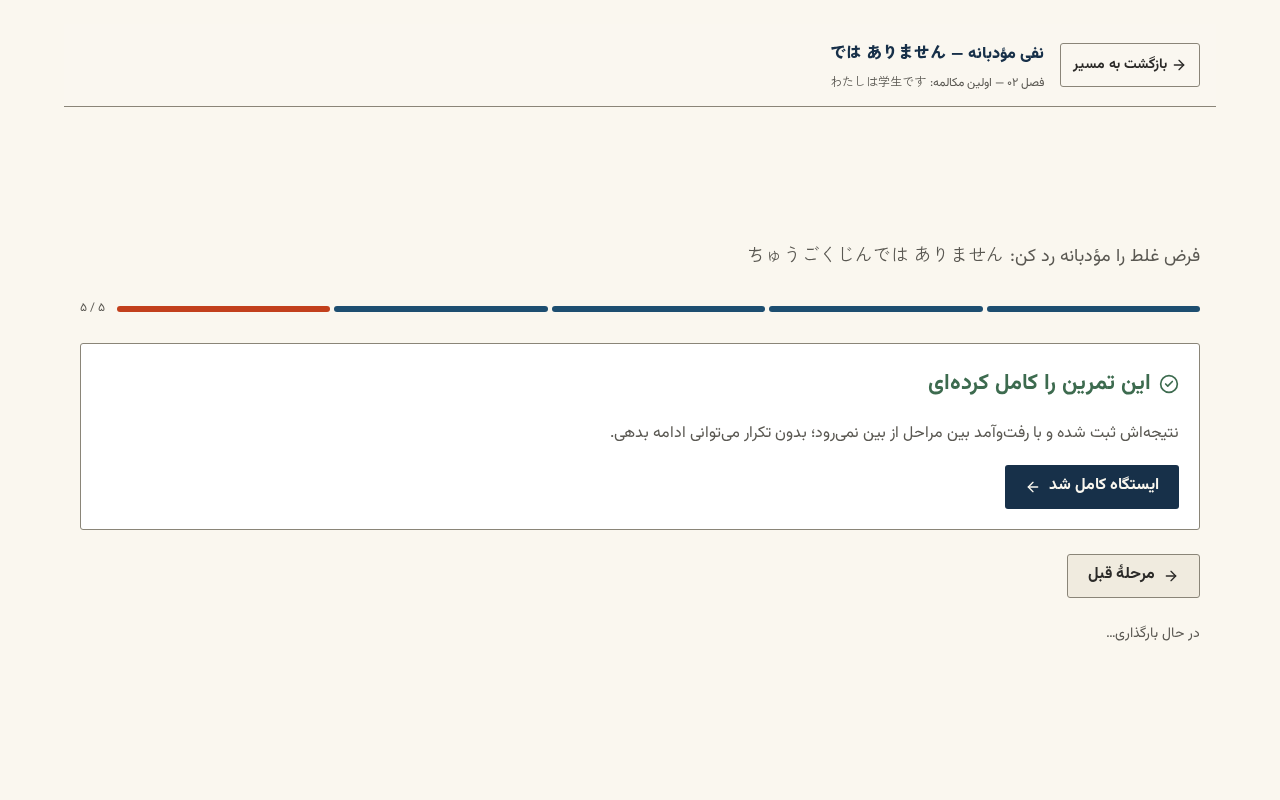 بازگشت به مسیر
نفی مؤدبانه — では ありません
فصل ۰۲ — اولین مکالمه: わたしは学生です
فرض غلط را مؤدبانه رد کن: ちゅうごくじんでは ありません
۵ / ۵
این تمرین را کامل کرده‌ای
نتیجه‌اش ثبت شده و با رفت‌وآمد بین مراحل از بین نمی‌رود؛ بدون تکرار می‌توانی ادامه بدهی.
ایستگاه کامل شد
مرحلهٔ قبل
در حال بارگذاری…